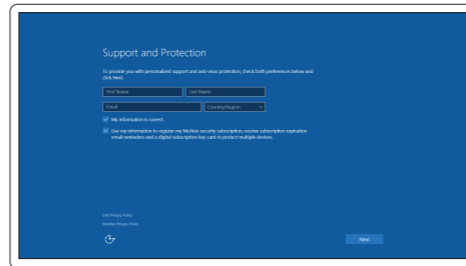 Support and Protection
To provide you with personalized support and anti-virus protection, check both preferences below and
click Next.
First Name
Last Name
Email
Country/Region
My information is correct.
Use my information to register my McAfee security subscription, receive subscription expiration
email reminders and a digital subscription key card to protect multiple devices.
Dell Privacy Policy
McAfee Privacy Policy
Next